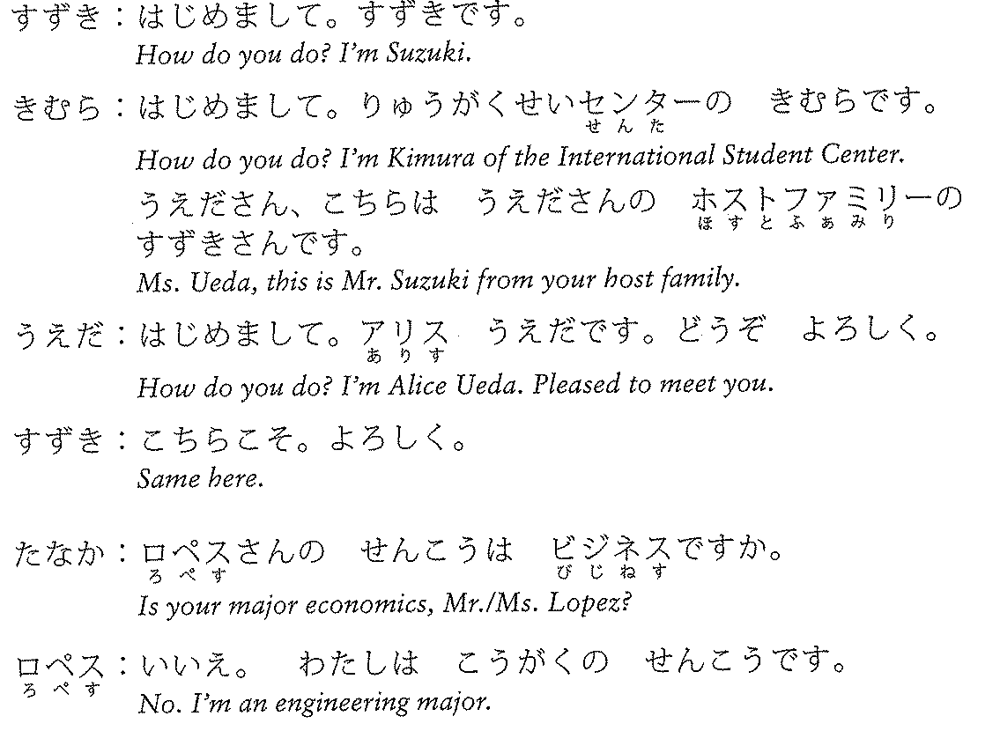 すずき：はじめまして。すずきです。
How do you do? I'm Suzuki.
きむら：はじめまして。りゅうがくせいセンターの　きむらです。
せんた
How do you do? I'm Kimura of the International Student Center.
うえださん、こちらは　うえださんの　ホストファミリーの
ほすとふぁみり
すずきさんです。
Ms. Ueda, this is Mr. Suzuki from your host family.
うえだ：はじめまして。アリス　うえだです。どうぞ　よろしく。
ありす
How do you do? I'm Alice Ueda. Pleased to meet you.
すずき：こちらこそ。よろしく。
Same here.
たなか：ロペスさんの　せんこうは　ビジネスですか。
ろぺす　びじねす
Is your major economics, Mr./Ms. Lopez?
ロペス：いいえ。　わたしは　こうがくの　せんこうです。
ろぺす
No. I'm an engineering major.